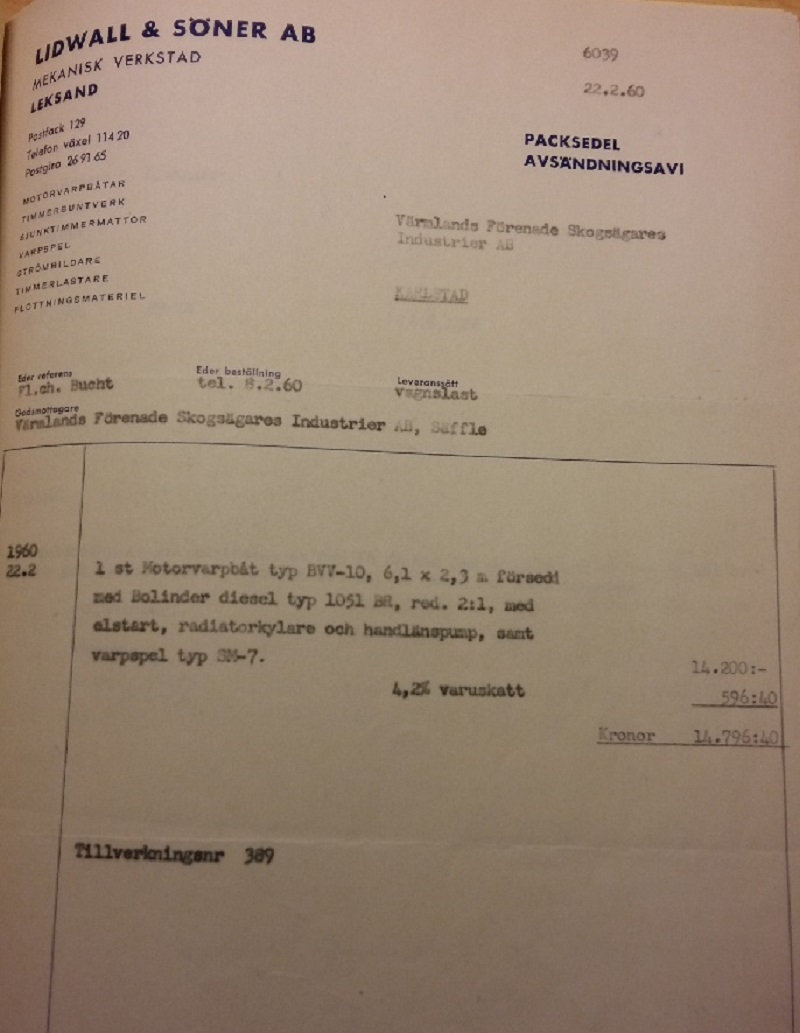 LIDWALL & SÖNER AB
MEKANISK VERKSTAD
LEKSAND
Postfack 129
Telefon växel 114 20
Postgiro 26 91 65
MOTORVARPBÅTAR
TIMMERBUNTVERK
SJUNKTIMMERMATTOR
VARPSPEL
STRÖMBILDARE
TIMMERLASTARE
FLOTTNINGSMATERIEL
6039
22.2.60
PACKSEDEL
AVSÄNDNINGSAVI
Värmlands Förenade Skogsägares
Industrier AB
KARLSTAD
Eder referens
Fl.ch. Bucht
Eder beställning
tel. 8.2.60
Leveranssätt
Vagnslast
Godsmottagare
Värmlands Förenade Skogsägares Industrier AB, Säffle
1960
22.2
1 st Motorvarpbåt typ BVV-10, 6,1 x 2,3 m försedd
med Bolinder diesel typ 1051 BR, red. 2:1, med
elstart, radiatorkylare och handlänspump, samt
varpspel typ SM-7.
14.200:-
4,2% varuskatt
596:40
Kronor 14.796:40
Tillverkningsnr 389